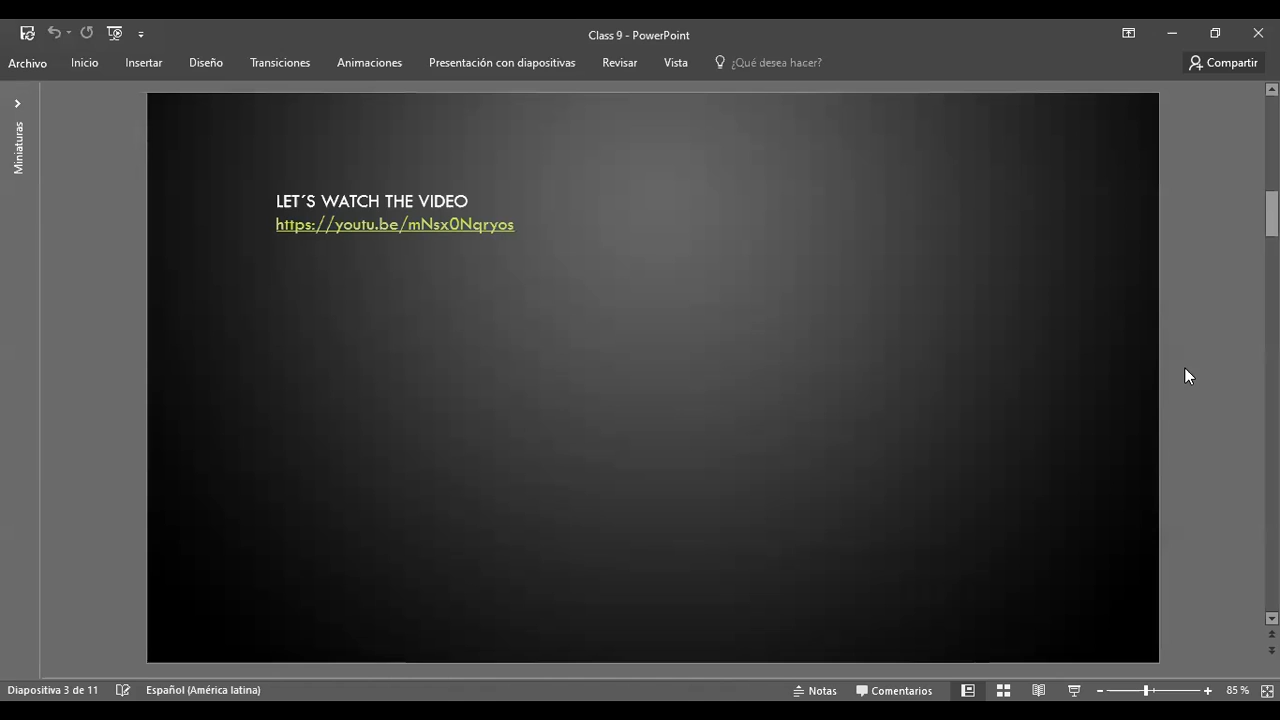 Class 9 - PowerPoint
Archivo Inicio Insertar Diseño Transiciones Animaciones Presentación con diapositivas Revisar Vista ¿Qué desea hacer? Compartir
Miniaturas
LET´S WATCH THE VIDEO
https://youtu.be/mNsx0Nqryos
Diapositiva 3 de 11 Español (América latina) Notas Comentarios 85 %